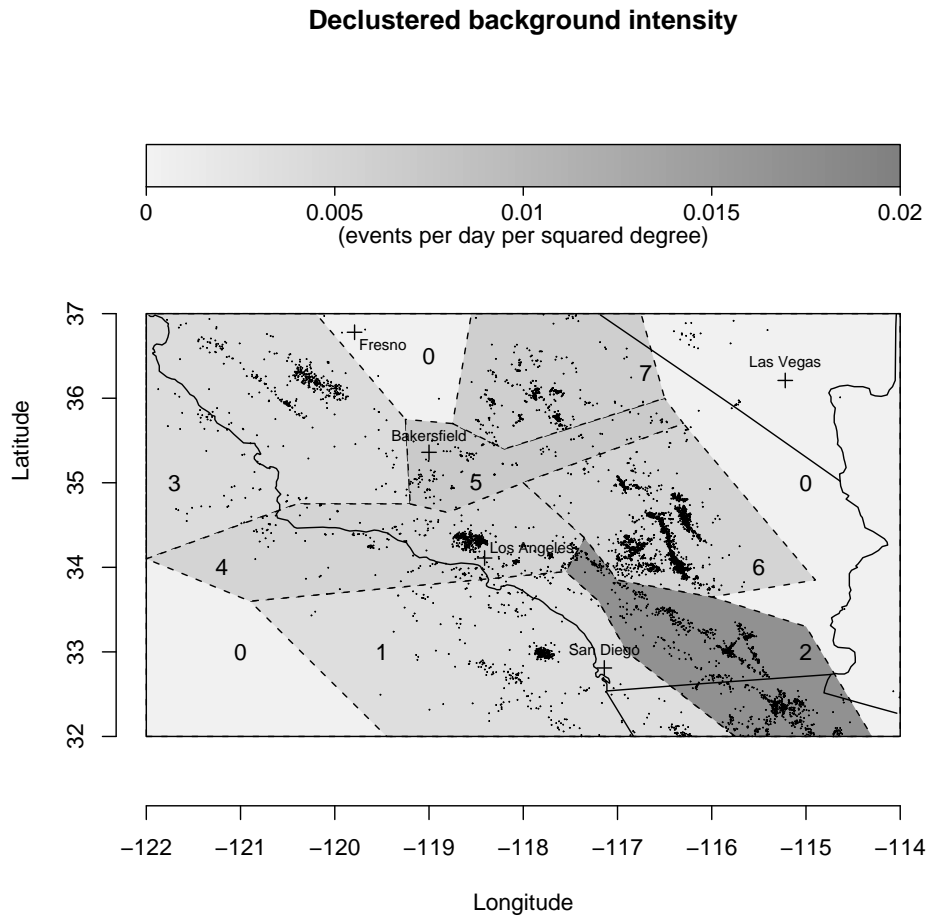 Declustered background intensity
0 0.005 0.01 0.015 0.02
(events per day per squared degree)
Latitude
37
36
35
34
33
32
Fresno
0
Las Vegas
7
Bakersfield
3
5
0
Los Angeles
4
6
San Diego
0
1
2
−122 −121 −120 −119 −118 −117 −116 −115 −114
Longitude